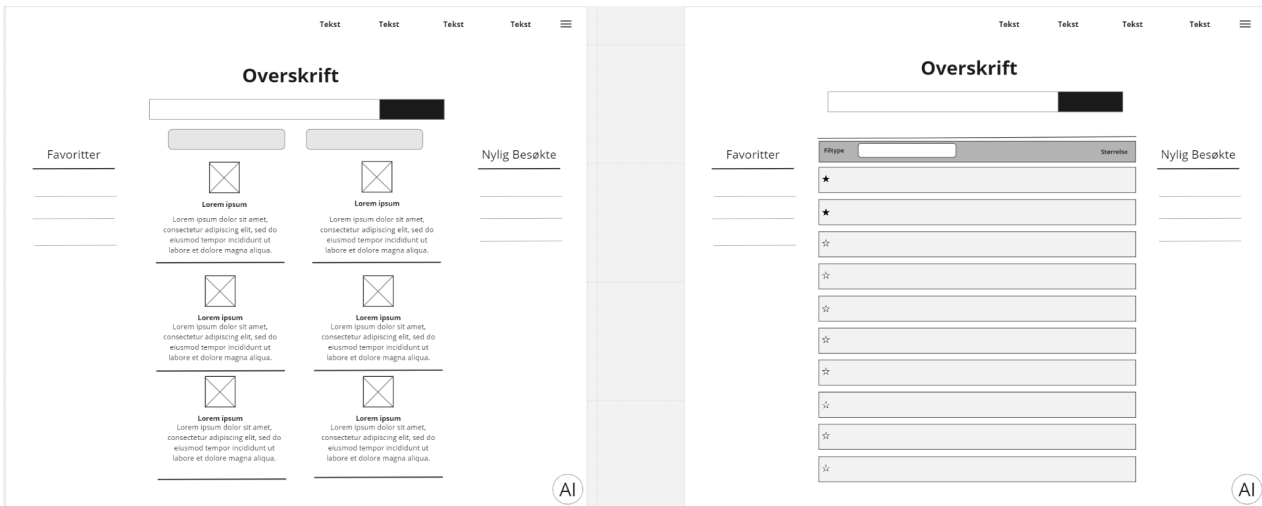 Tekst Tekst Tekst Tekst
Overskrift
Favoritter
Nylig Besøkte
Lorem ipsum
Lorem ipsum dolor sit amet,
consectetur adipiscing elit, sed do
eiusmod tempor incididunt ut
labore et dolore magna aliqua.
Lorem ipsum
Lorem ipsum dolor sit amet,
consectetur adipiscing elit, sed do
eiusmod tempor incididunt ut
labore et dolore magna aliqua.
Lorem ipsum
Lorem ipsum dolor sit amet,
consectetur adipiscing elit, sed do
eiusmod tempor incididunt ut
labore et dolore magna aliqua.
Lorem ipsum
Lorem ipsum dolor sit amet,
consectetur adipiscing elit, sed do
eiusmod tempor incididunt ut
labore et dolore magna aliqua.
Lorem ipsum
Lorem ipsum dolor sit amet,
consectetur adipiscing elit, sed do
eiusmod tempor incididunt ut
labore et dolore magna aliqua.
Lorem ipsum
Lorem ipsum dolor sit amet,
consectetur adipiscing elit, sed do
eiusmod tempor incididunt ut
labore et dolore magna aliqua.
AI
Tekst Tekst Tekst Tekst
Overskrift
Favoritter
Filtype Størrelse
Nylig Besøkte
AI